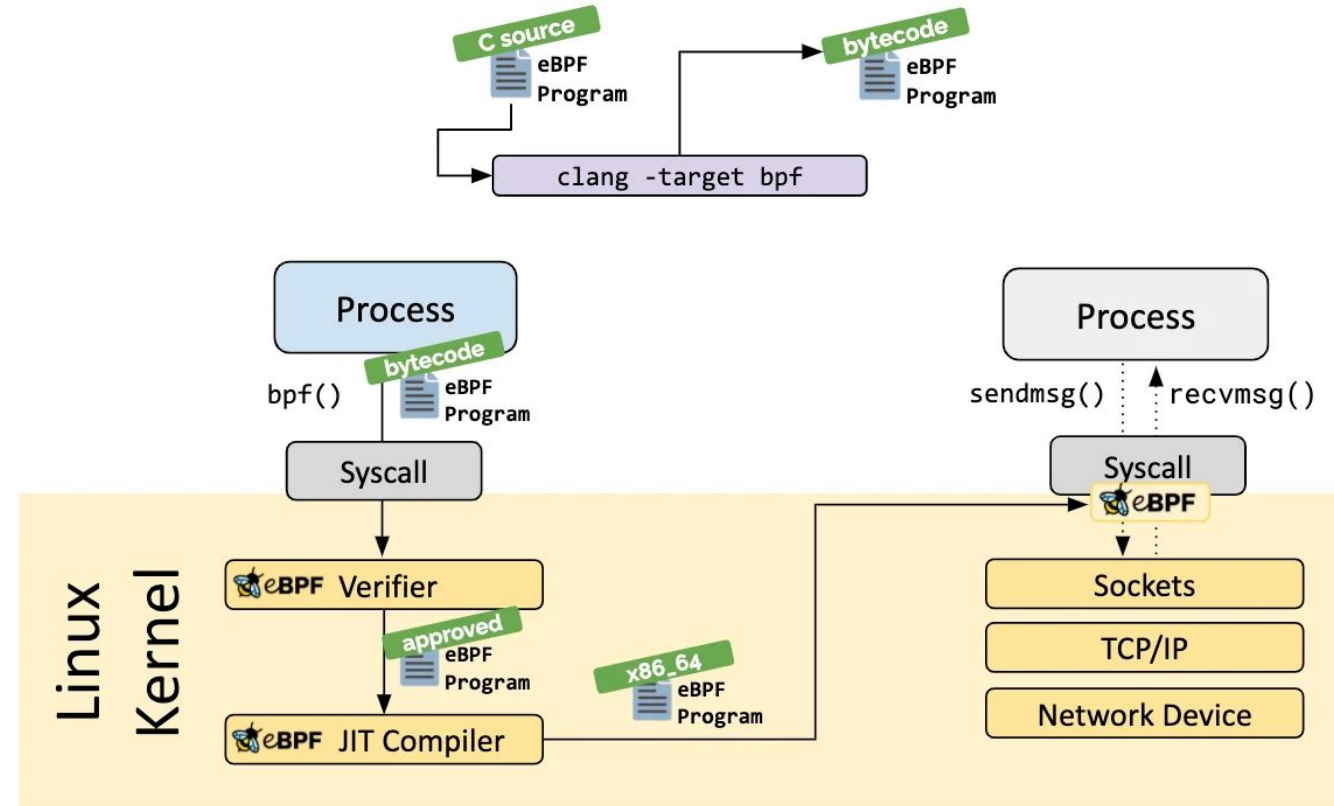 C source
eBPF
Program
bytecode
eBPF
Program
clang -target bpf
Process
bytecode
bpf()
eBPF
Program
Syscall
Process
sendmsg()
recvmsg()
Syscall
eBPF
Linux
Kernel
eBPF Verifier
approved
eBPF
Program
eBPF JIT Compiler
x86_64
eBPF
Program
Sockets
TCP/IP
Network Device